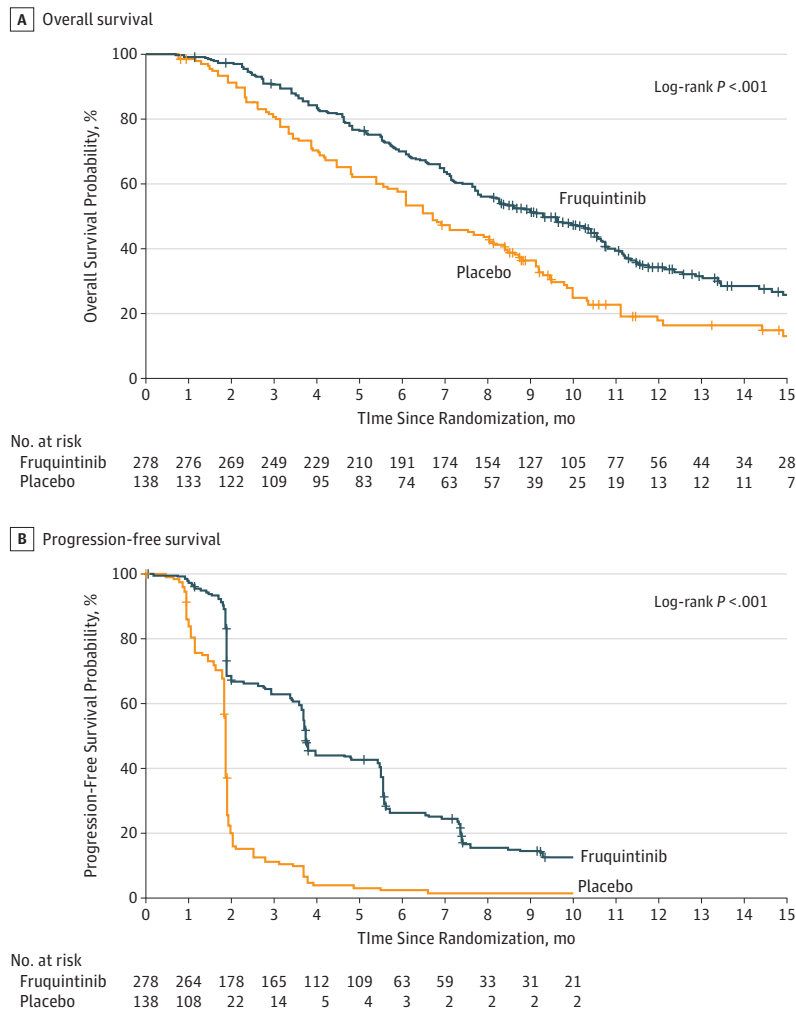 A Overall survival
100
80
60
40
20
0
Overall Survival Probability, %
Log-rank P <.001
Fruquintinib
Placebo
0 1 2 3 4 5 6 7 8 9 10 11 12 13 14 15
TIme Since Randomization, mo
No. at risk
Fruquintinib 278 276 269 249 229 210 191 174 154 127 105 77 56 44 34 28
Placebo 138 133 122 109 95 83 74 63 57 39 25 19 13 12 11 7
B Progression-free survival
100
80
60
40
20
0
Progression-Free Survival Probability, %
Log-rank P <.001
Fruquintinib
Placebo
0 1 2 3 4 5 6 7 8 9 10 11 12 13 14 15
TIme Since Randomization, mo
No. at risk
Fruquintinib 278 264 178 165 112 109 63 59 33 31 21
Placebo 138 108 22 14 5 4 3 2 2 2 2